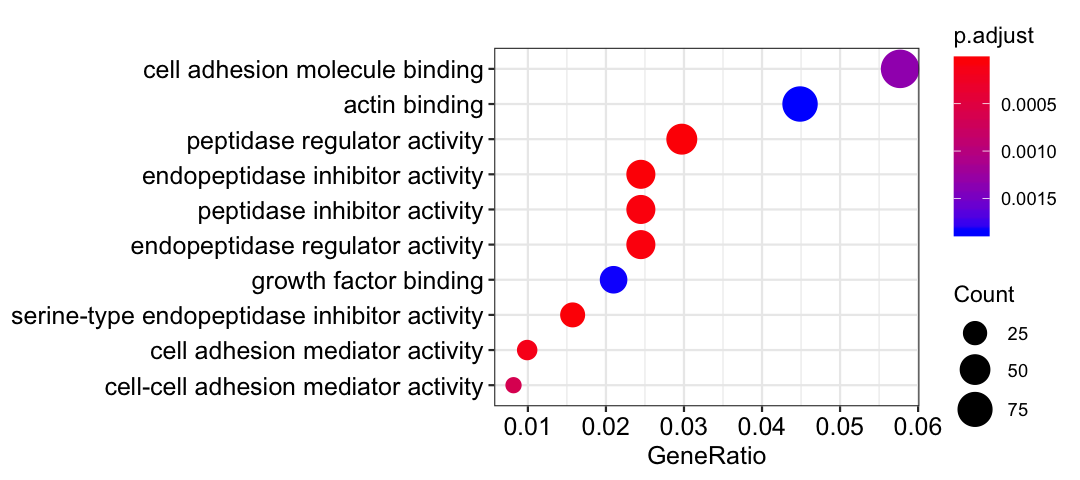 cell adhesion molecule binding
actin binding
peptidase regulator activity
endopeptidase inhibitor activity
peptidase inhibitor activity
endopeptidase regulator activity
growth factor binding
serine-type endopeptidase inhibitor activity
cell adhesion mediator activity
cell-cell adhesion mediator activity
0.01 0.02 0.03 0.04 0.05 0.06
GeneRatio
p.adjust
0.0005
0.0010
0.0015
Count
25
50
75